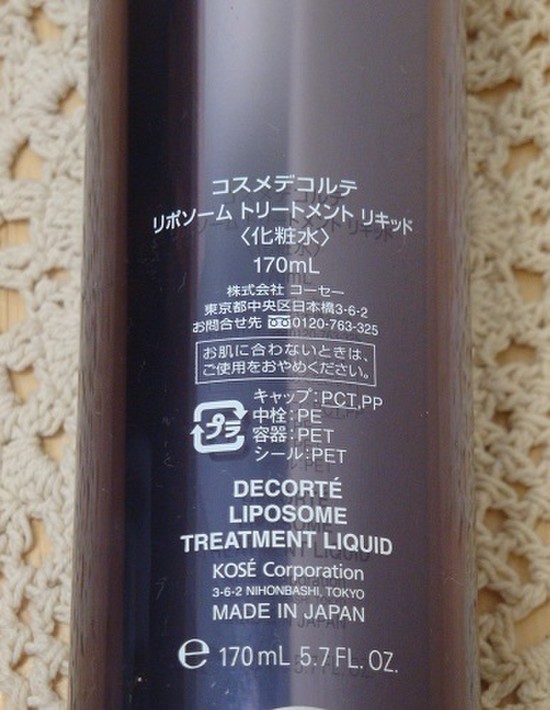 コスメデコルテ
リポソーム トリートメント リキッド
〈化粧水〉
170mL
株式会社 コーセー
東京都中央区日本橋3-6-2
お問合せ先 0120-763-325
お肌に合わないときは、
ご使用をおやめください。
キャップ:PCT,PP
中栓:PE
プラ
容器:PET
シール:PET
DECORTÉ
LIPOSOME
TREATMENT LIQUID
KOSÉ Corporation
3-6-2 NIHONBASHI, TOKYO
MADE IN JAPAN
℮ 170 mL 5.7 FL. OZ.